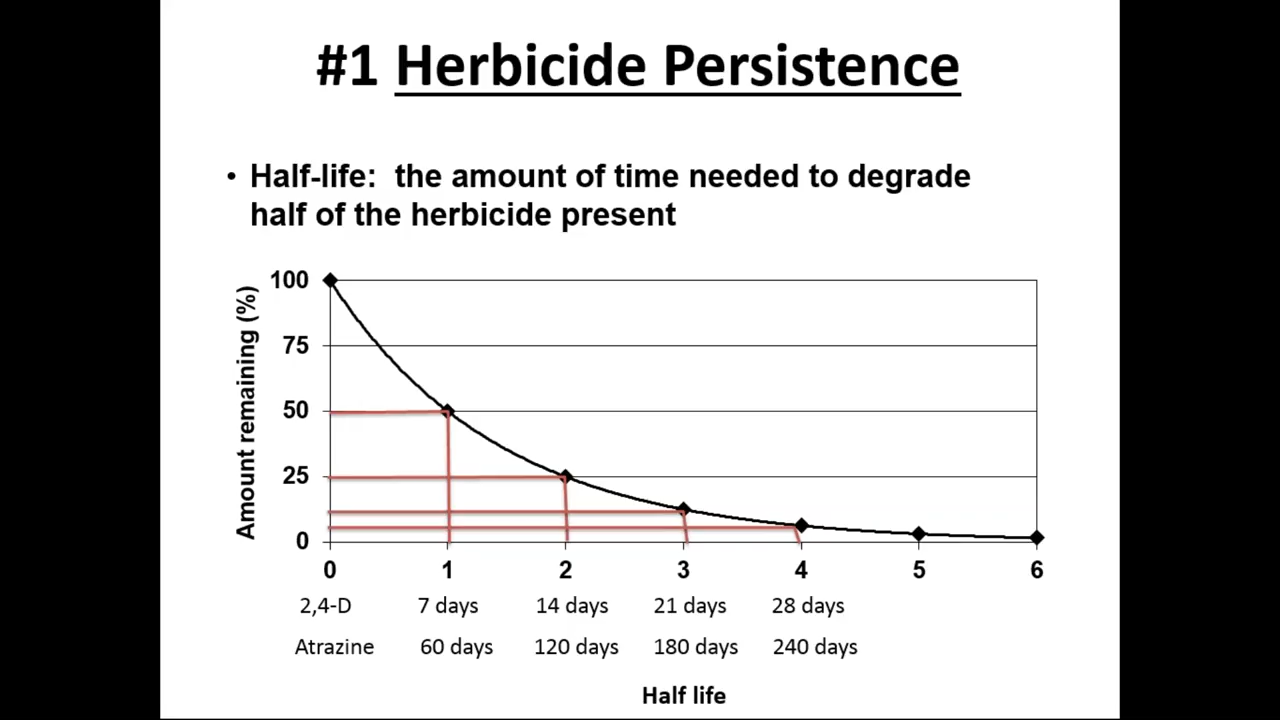 #1 Herbicide Persistence
• Half-life: the amount of time needed to degrade
half of the herbicide present
Amount remaining (%)
100
75
50
25
0
0 1 2 3 4 5 6
2,4-D 7 days 14 days 21 days 28 days
Atrazine 60 days 120 days 180 days 240 days
Half life